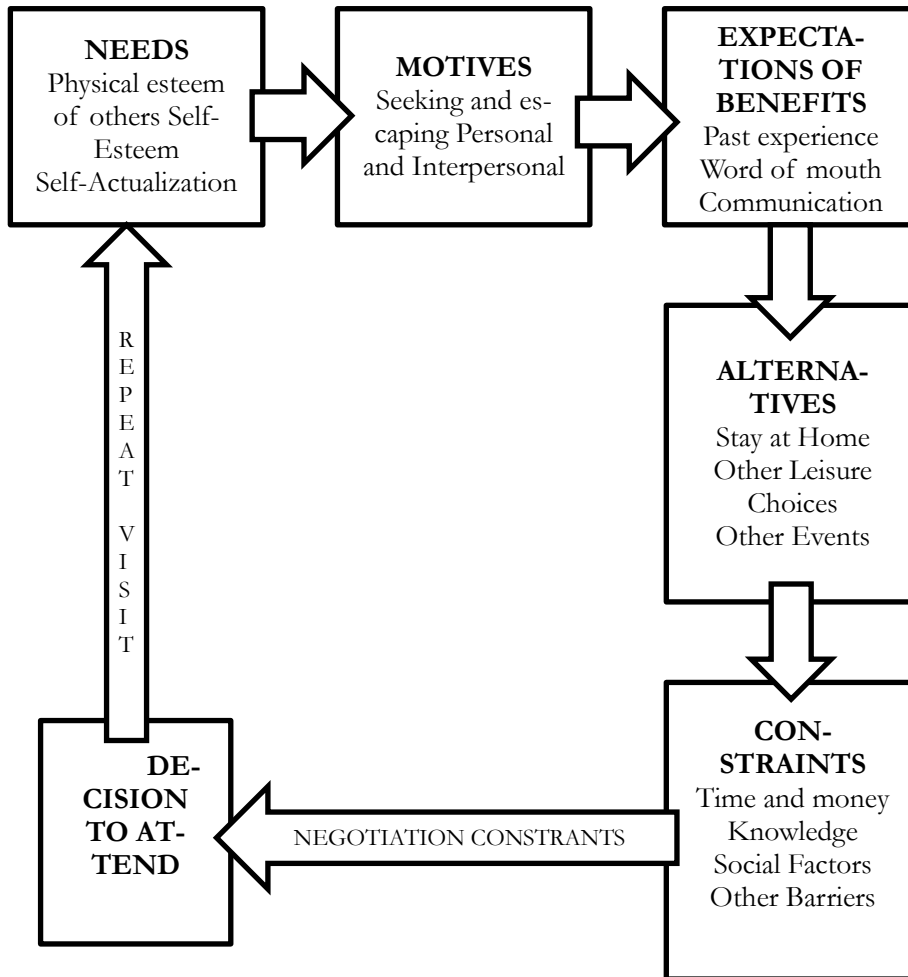 NEEDS
Physical esteem
of others Self-
Esteem
Self-Actualization
MOTIVES
Seeking and es-
caping Personal
and Interpersonal
EXPECTA-
TIONS OF
BENEFITS
Past experience
Word of mouth
Communication
ALTERNA-
TIVES
Stay at Home
Other Leisure
Choices
Other Events
CON-
STRAINTS
Time and money
Knowledge
Social Factors
Other Barriers
NEGOTIATION CONSTRANTS
DE-
CISION
TO AT-
TEND
REPEAT VISIT